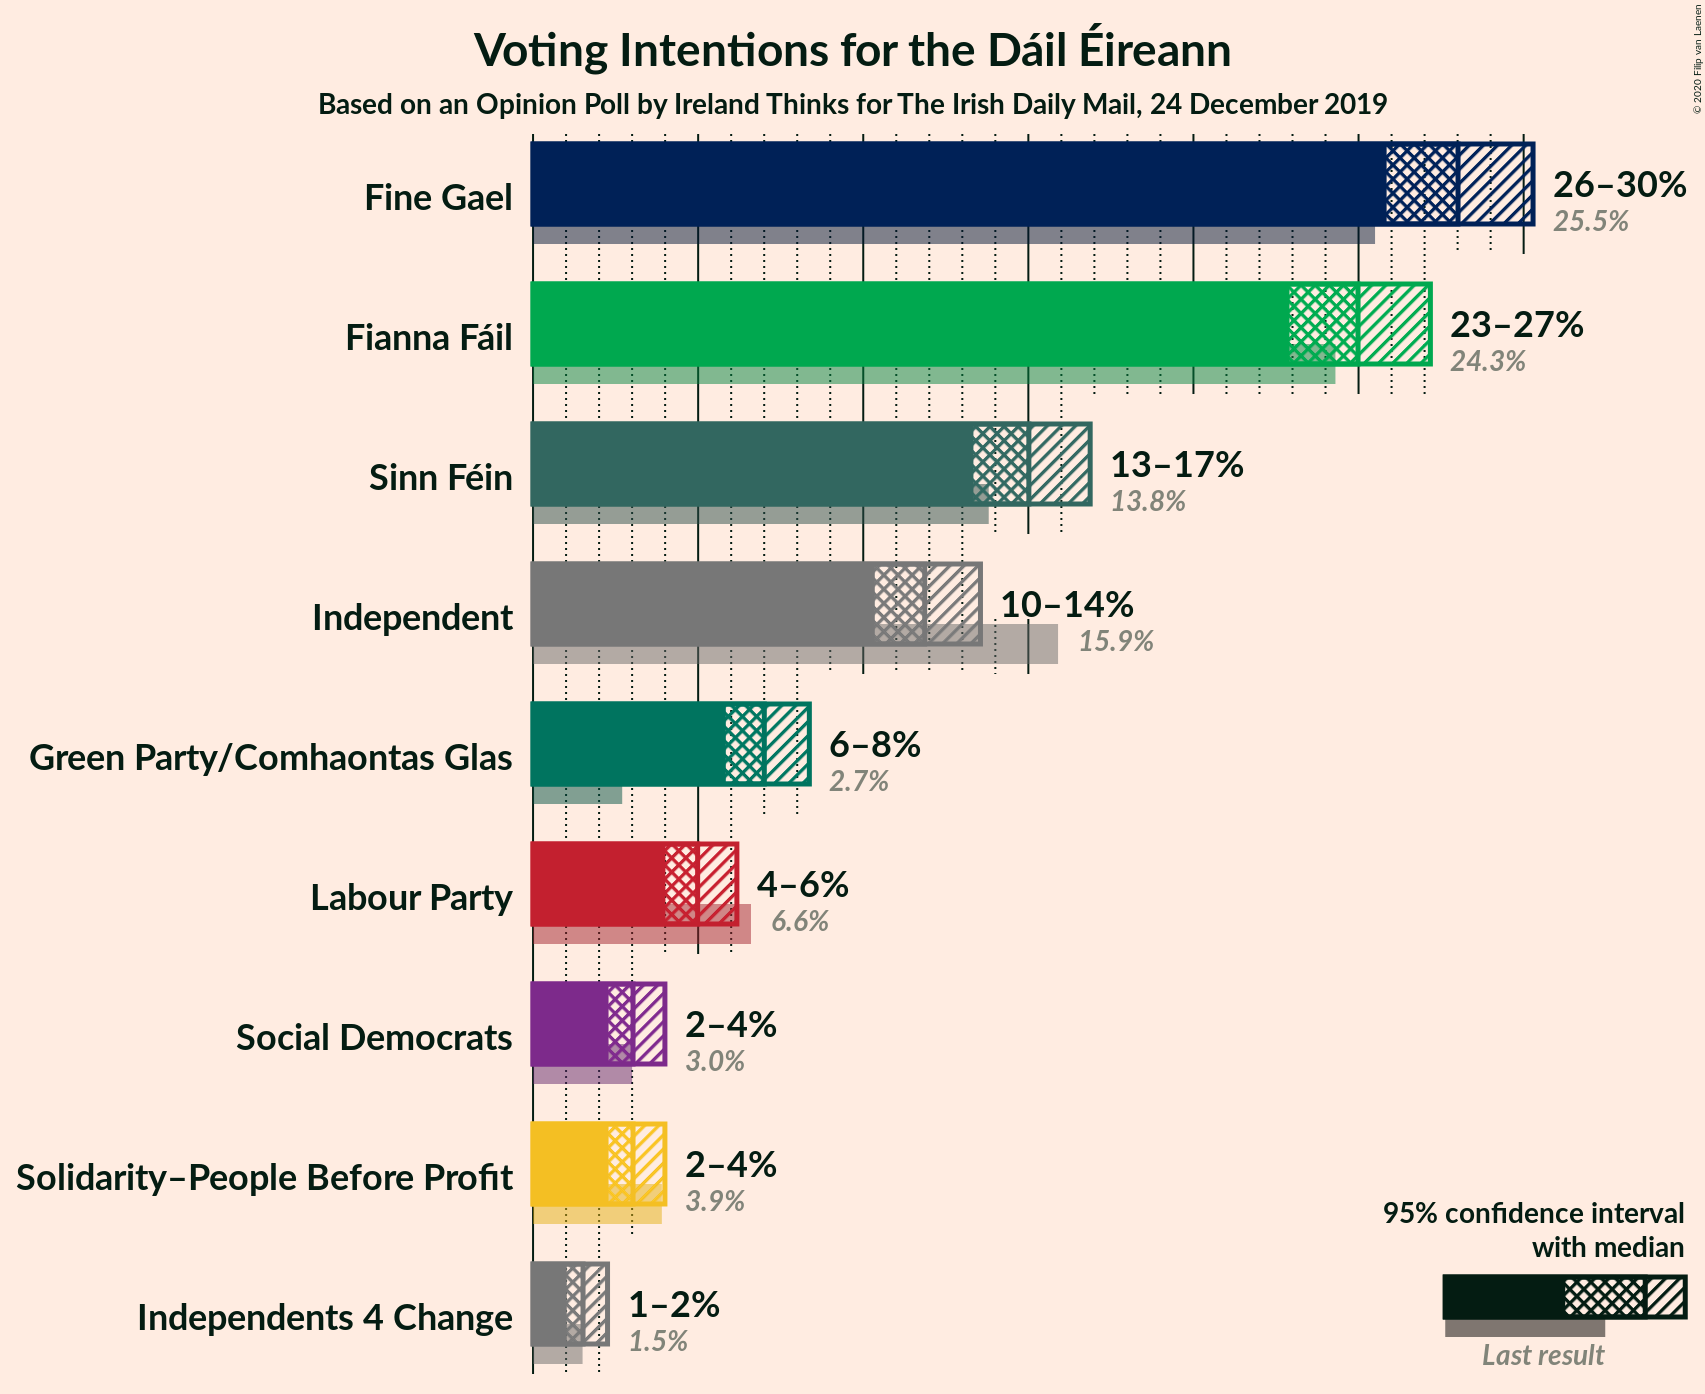 Voting Intentions for the Dáil Éireann
Based on an Opinion Poll by Ireland Thinks for The Irish Daily Mail, 24 December 2019
© 2020 Filip van Laenen
Fine Gael
26–30%
25.5%
Fianna Fáil
23–27%
24.3%
Sinn Féin
13–17%
13.8%
Independent
10–14%
15.9%
Green Party/Comhaontas Glas
6–8%
2.7%
Labour Party
4–6%
6.6%
Social Democrats
2–4%
3.0%
Solidarity–People Before Profit
2–4%
3.9%
Independents 4 Change
1–2%
1.5%
95% confidence interval
with median
Last result